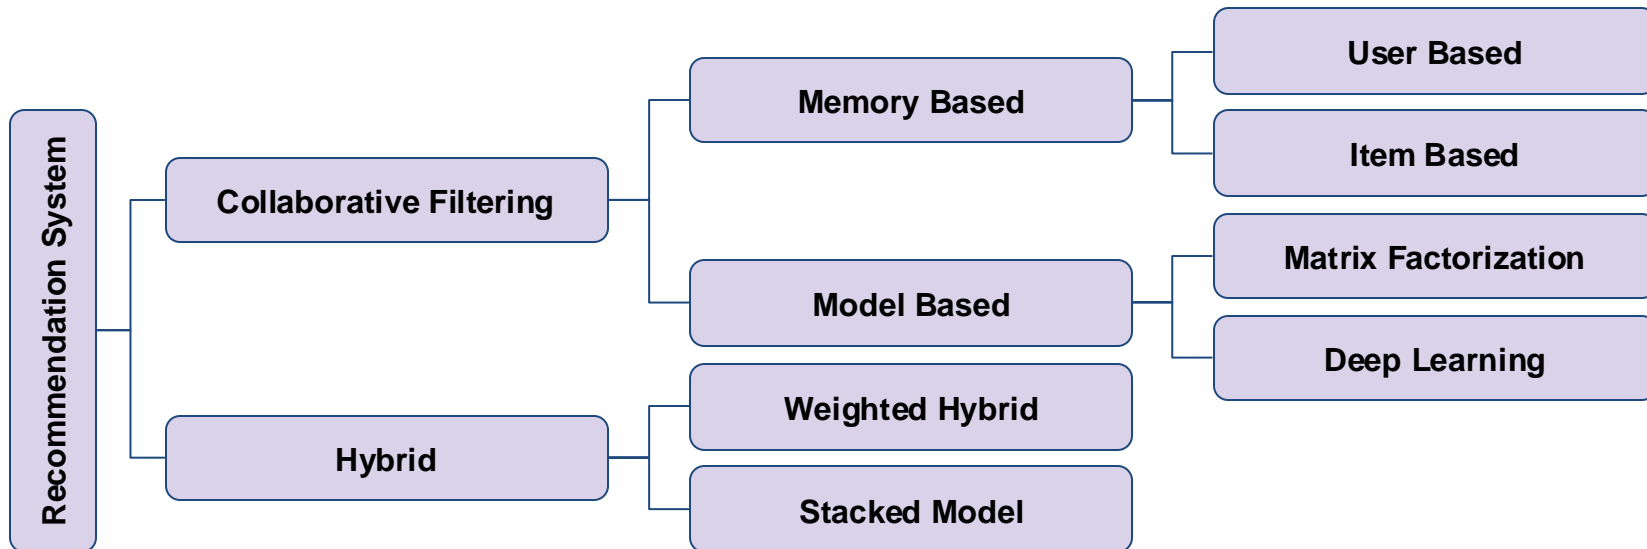 Recommendation System
Collaborative Filtering
Memory Based
User Based
Item Based
Model Based
Matrix Factorization
Deep Learning
Hybrid
Weighted Hybrid
Stacked Model